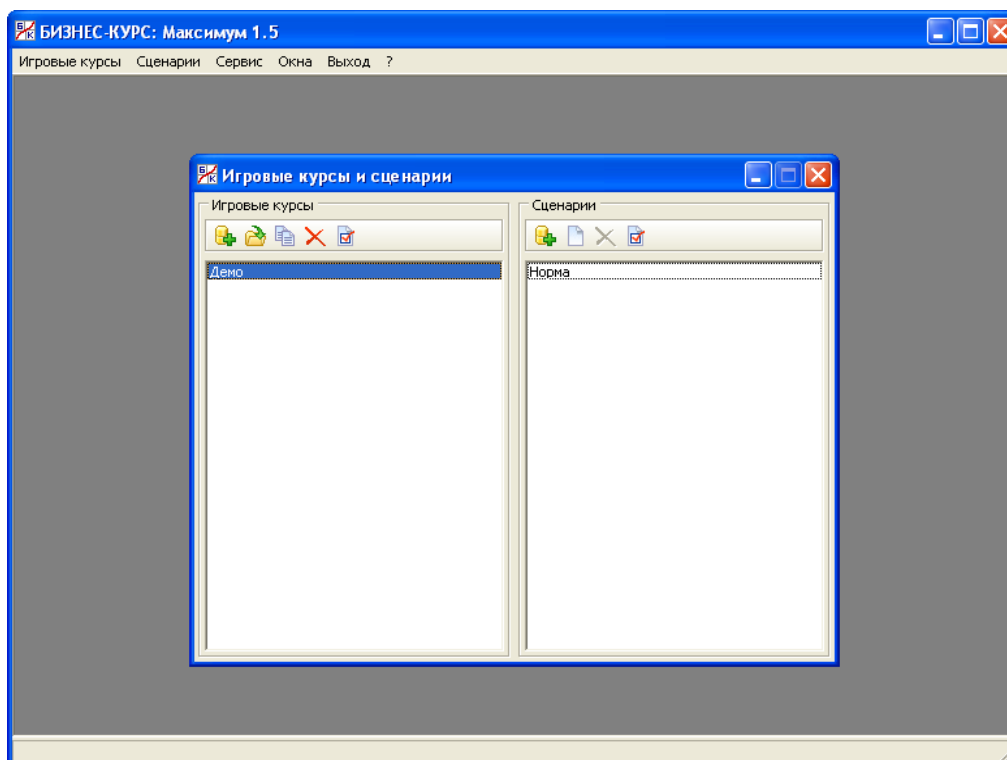 БИЗНЕС-КУРС: Максимум 1.5
Игровые курсы Сценарии Сервис Окна Выход ?
Игровые курсы и сценарии
Игровые курсы
Сценарии
Демо
Норма